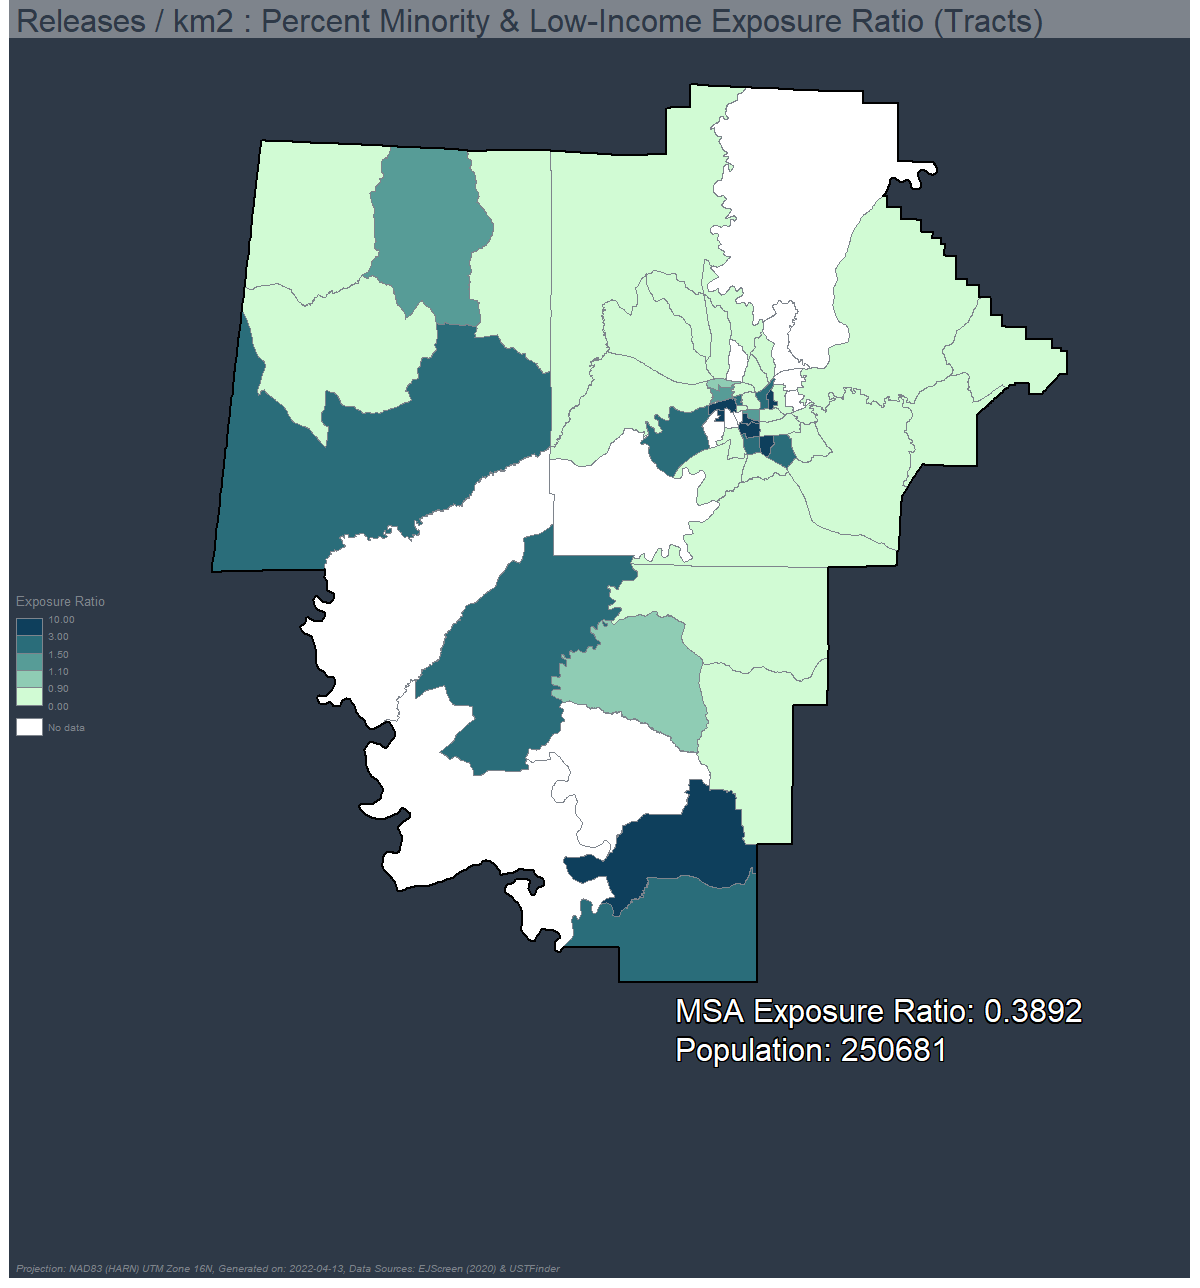 Releases / km2 : Percent Minority & Low-Income Exposure Ratio (Tracts)
Exposure Ratio
10.00
3.00
1.50
1.10
0.90
0.00
No data
MSA Exposure Ratio: 0.3892
Population: 250681
Projection: NAD83 (HARN) UTM Zone 16N, Generated on: 2022-04-13, Data Sources: EJScreen (2020) & USTFinder